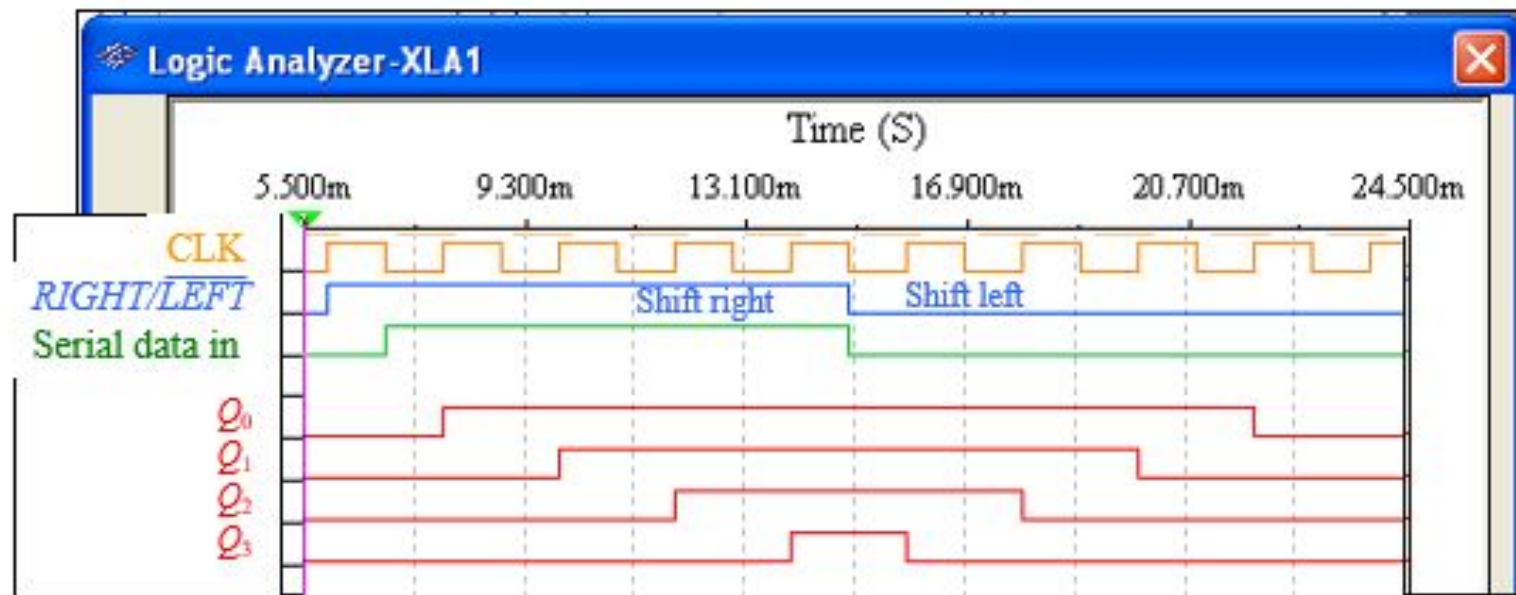 Logic Analyzer-XLA1
Time (S)
5.500m 9.300m 13.100m 16.900m 20.700m 24.500m
CLK
RIGHT/LEFT Shift right Shift left
Serial data in
Q0
Q1
Q2
Q3